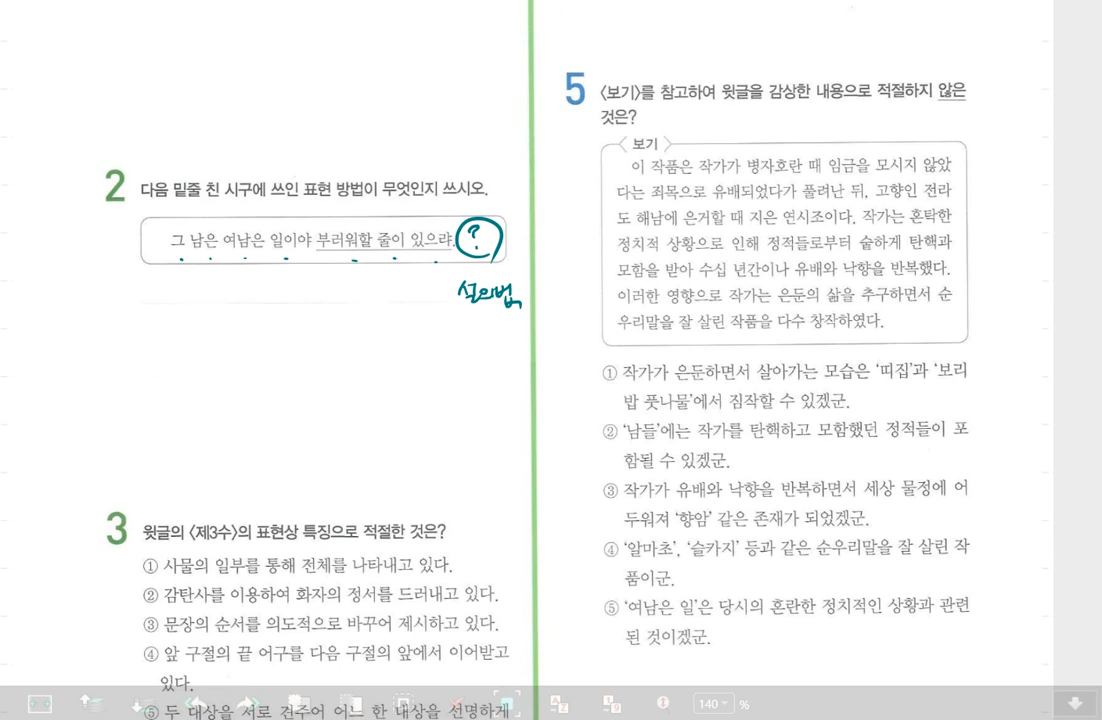 2 다음 밑줄 친 시구에 쓰인 표현 방법이 무엇인지 쓰시오.
그 남은 여남은 일이야 부러워할 줄이 있으랴. ?
설의법
3 윗글의 〈제3수〉의 표현상 특징으로 적절한 것은?
① 사물의 일부를 통해 전체를 나타내고 있다.
② 감탄사를 이용하여 화자의 정서를 드러내고 있다.
③ 문장의 순서를 의도적으로 바꾸어 제시하고 있다.
④ 앞 구절의 끝 어구를 다음 구절의 앞에서 이어받고
있다.
⑤ 두 대상을 서로 견주어 어느 한 대상을 선명하게
5 〈보기〉를 참고하여 윗글을 감상한 내용으로 적절하지 않은
것은?
보기
이 작품은 작가가 병자호란 때 임금을 모시지 않았
다는 죄목으로 유배되었다가 풀려난 뒤, 고향인 전라
도 해남에 은거할 때 지은 연시조이다. 작가는 혼탁한
정치적 상황으로 인해 정적들로부터 숱하게 탄핵과
모함을 받아 수십 년간이나 유배와 낙향을 반복했다.
이러한 영향으로 작가는 은둔의 삶을 추구하면서 순
우리말을 잘 살린 작품을 다수 창작하였다.
① 작가가 은둔하면서 살아가는 모습은 '띠집'과 '보리
밥 풋나물'에서 짐작할 수 있겠군.
② '남들'에는 작가를 탄핵하고 모함했던 정적들이 포
함될 수 있겠군.
③ 작가가 유배와 낙향을 반복하면서 세상 물정에 어
두워져 '향암' 같은 존재가 되었겠군.
④ '알마초', '슬카지' 등과 같은 순우리말을 잘 살린 작
품이군.
⑤ '여남은 일'은 당시의 혼란한 정치적인 상황과 관련
된 것이겠군.
140 %